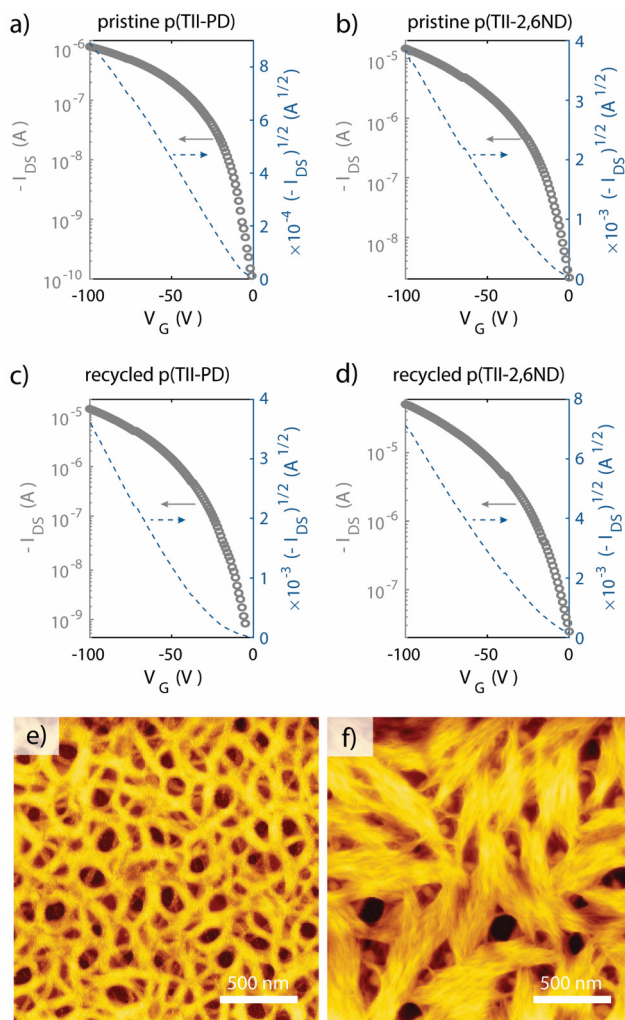 a) pristine p(TII-PD)
10⁻⁶
10⁻⁷
10⁻⁸
10⁻⁹
10⁻¹⁰
- I_DS (A)
8
6
4
2
0
×10⁻⁴ (- I_DS)^1/2 (A^1/2)
-100 -50 0
V_G (V)
b) pristine p(TII-2,6ND)
10⁻⁵
10⁻⁶
10⁻⁷
10⁻⁸
- I_DS (A)
4
3
2
1
0
×10⁻³ (- I_DS)^1/2 (A^1/2)
-100 -50 0
V_G (V)
c) recycled p(TII-PD)
10⁻⁵
10⁻⁶
10⁻⁷
10⁻⁸
10⁻⁹
- I_DS (A)
4
3
2
1
0
×10⁻³ (- I_DS)^1/2 (A^1/2)
-100 -50 0
V_G (V)
d) recycled p(TII-2,6ND)
10⁻⁵
10⁻⁶
10⁻⁷
- I_DS (A)
8
6
4
2
0
×10⁻³ (- I_DS)^1/2 (A^1/2)
-100 -50 0
V_G (V)
e)
500 nm
f)
500 nm